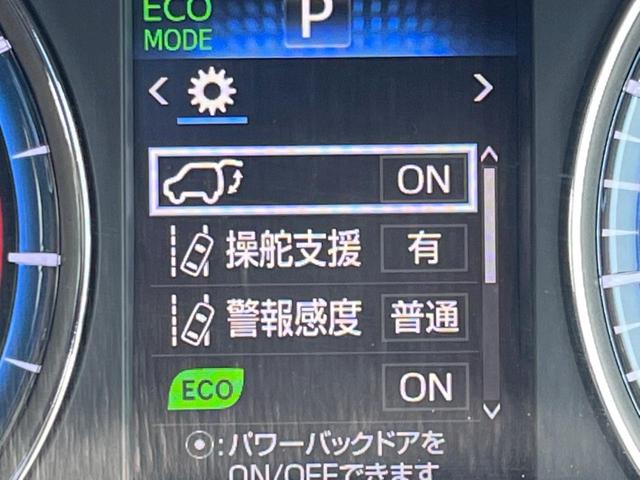 ECO
MODE
P
ON
操舵支援 有
警報感度 普通
ECO ON
⦿:パワーバックドアを
ON/OFFできます